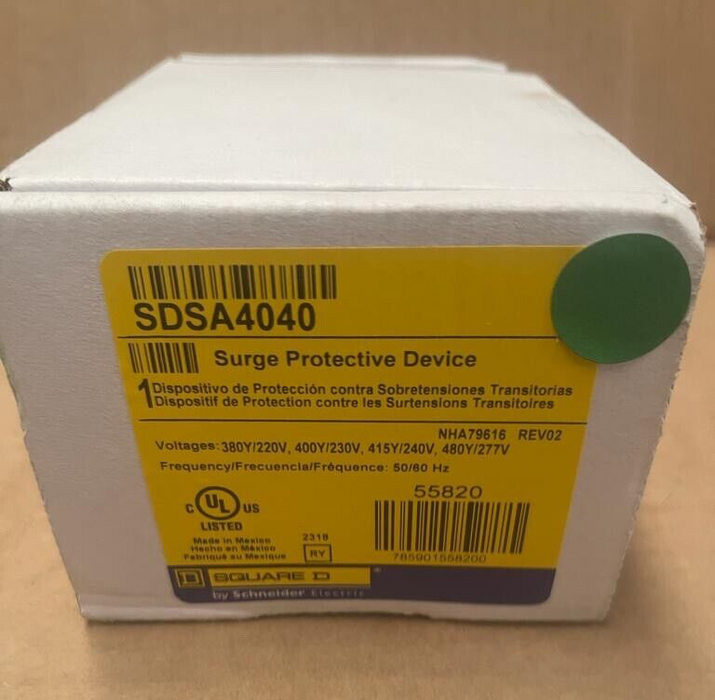 SDSA4040
Surge Protective Device
1 Dispositivo de Protección contra Sobretensiones Transitorias
Dispositif de Protection contre les Surtensions Transitoires
NHA79616 REV02
Voltages: 380Y/220V, 400Y/230V, 415Y/240V, 480Y/277V
Frequency/Frecuencia/Fréquence: 50/60 Hz
55820
C UL US
LISTED
Made in Mexico
Hecho en México
Fabriqué au Mexique
2318
RY
785901558200
D SQUARE D
by Schneider Electric